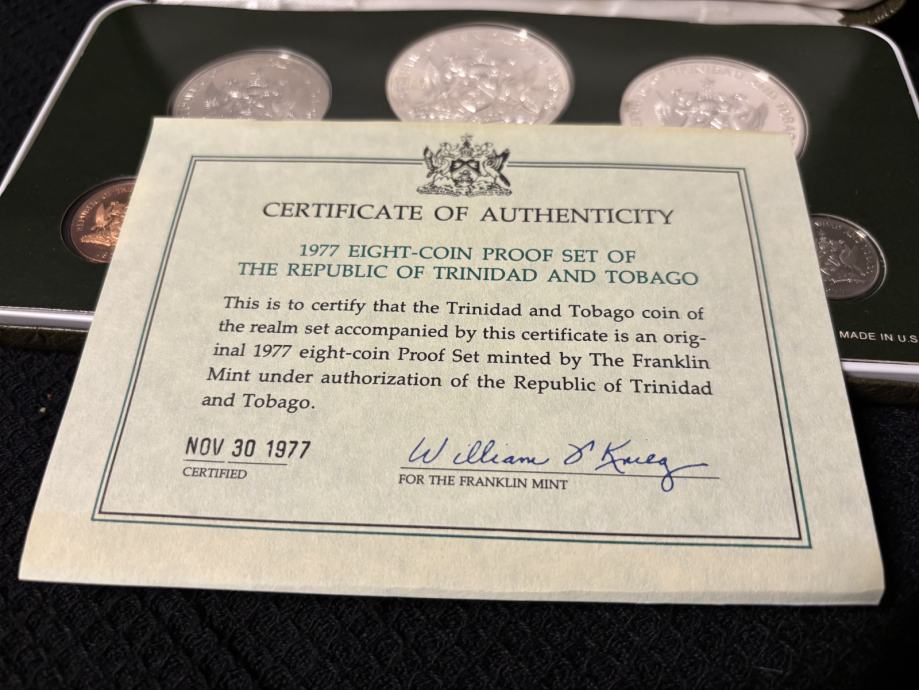 CERTIFICATE OF AUTHENTICITY
1977 EIGHT-COIN PROOF SET OF
THE REPUBLIC OF TRINIDAD AND TOBAGO
This is to certify that the Trinidad and Tobago coin of
the realm set accompanied by this certificate is an orig-
inal 1977 eight-coin Proof Set minted by The Franklin
Mint under authorization of the Republic of Trinidad
and Tobago.
NOV 30 1977
CERTIFIED
FOR THE FRANKLIN MINT
MADE IN U.S